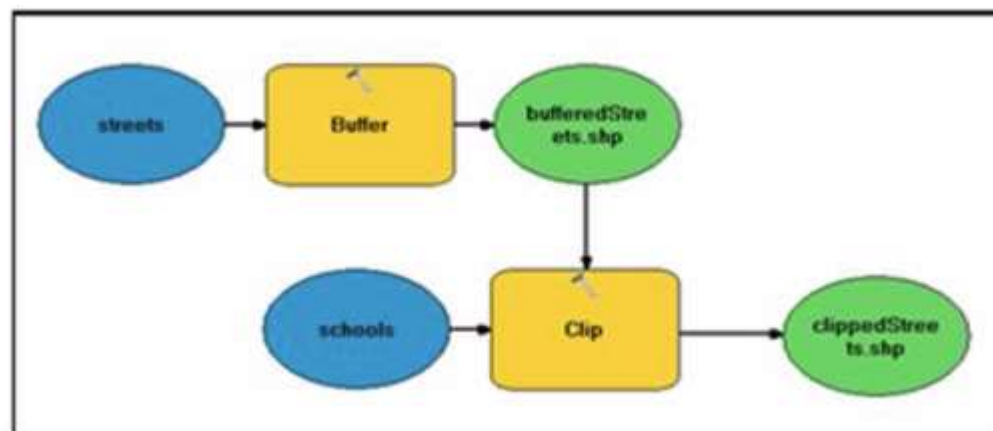 streets
Buffer
bufferedStre
ets.shp
schools
Clip
clippedStree
ts.shp